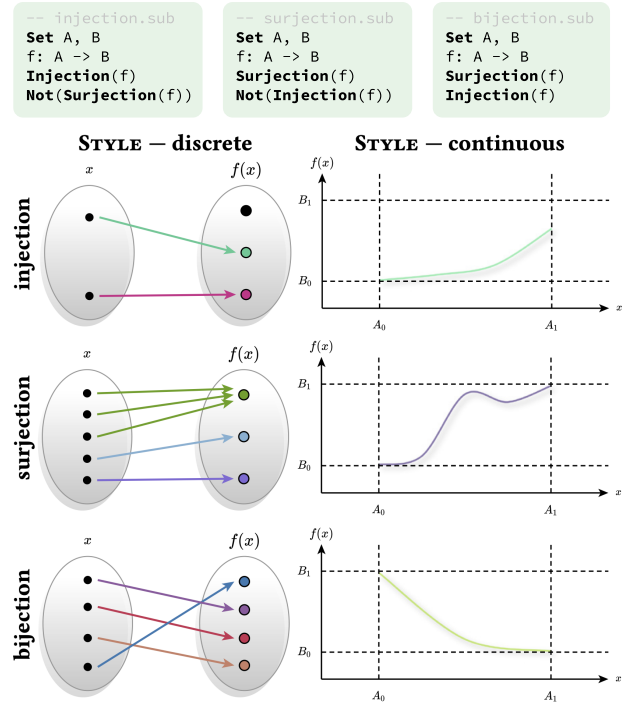 -- injection.sub
Set A, B
f: A -> B
Injection(f)
Not(Surjection(f))
-- surjection.sub
Set A, B
f: A -> B
Surjection(f)
Not(Injection(f))
-- bijection.sub
Set A, B
f: A -> B
Surjection(f)
Injection(f)
STYLE — discrete
STYLE — continuous
injection
x
f(x)
f(x)
B₁
B₀
A₀
A₁
x
surjection
x
f(x)
f(x)
B₁
B₀
A₀
A₁
x
bijection
x
f(x)
f(x)
B₁
B₀
A₀
A₁
x